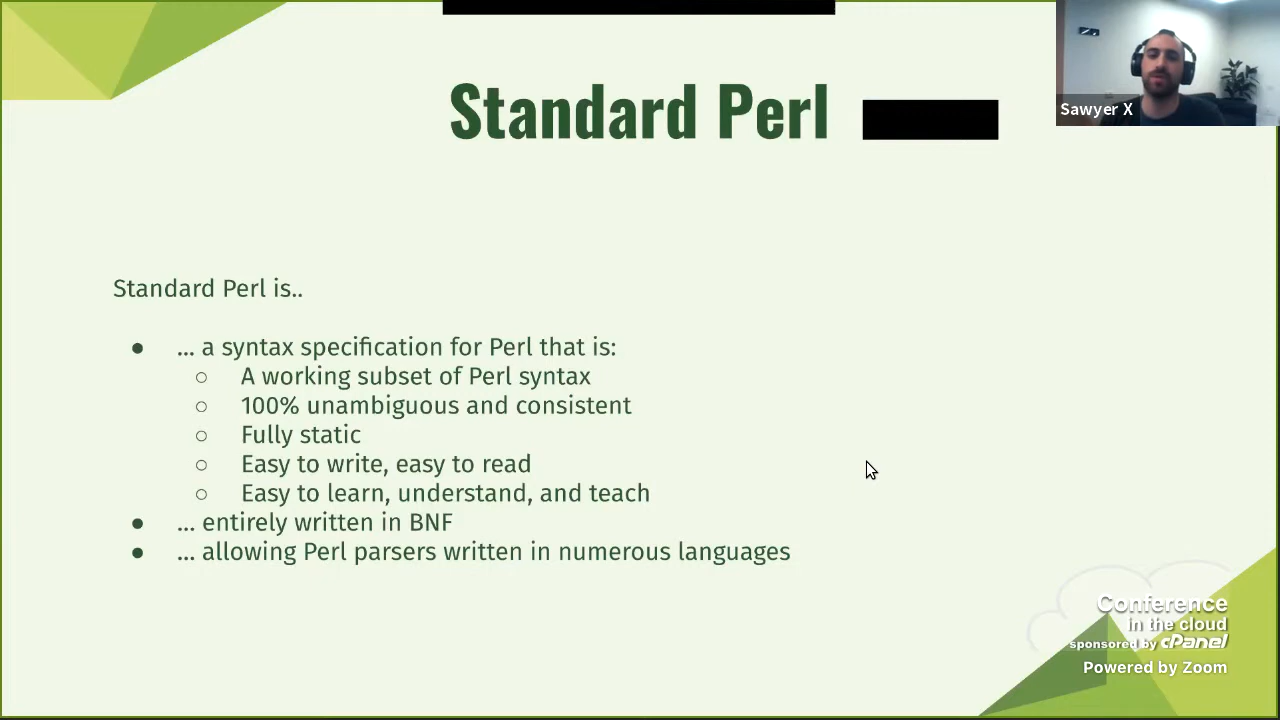 Standard Perl
Sawyer X
Standard Perl is..
● ... a syntax specification for Perl that is:
○ A working subset of Perl syntax
○ 100% unambiguous and consistent
○ Fully static
○ Easy to write, easy to read
○ Easy to learn, understand, and teach
● ... entirely written in BNF
● ... allowing Perl parsers written in numerous languages
Conference
in the cloud
sponsored by cPanel
Powered by Zoom